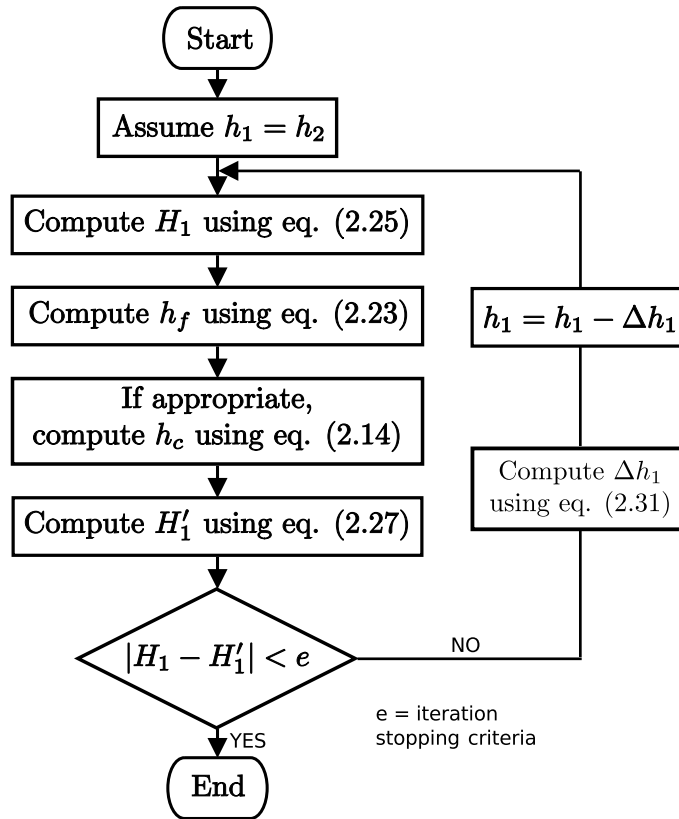 Start
Assume h₁ = h₂
Compute H₁ using eq. (2.25)
Compute h_f using eq. (2.23)
If appropriate,
compute h_c using eq. (2.14)
Compute H₁′ using eq. (2.27)
|H₁ − H₁′| < e
NO
YES
End
h₁ = h₁ − Δh₁
Compute Δh₁
using eq. (2.31)
e = iteration
stopping criteria